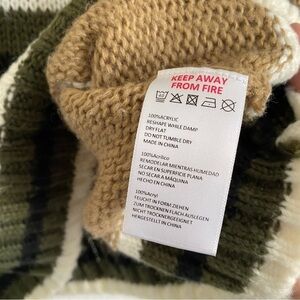 KEEP AWAY
FROM FIRE
100%ACRYLIC
RESHAPE WHILE DAMP
DRY FLAT
DO NOT TUMBLE DRY
MADE IN CHINA
100%Acrílico
REMODELAR MIENTRAS HUMEDAD
SECAR EN SUPERFICIE PLANA
NO SECAR A MÁQUINA
HECHO EN CHINA
100%Acryl
FEUCHT IN FORM ZIEHEN
ZUM TROCKNEN FLACH AUSLEGEN
NICHT TROCKNERGEEIGNET
HERGESTELLT IN CHINA